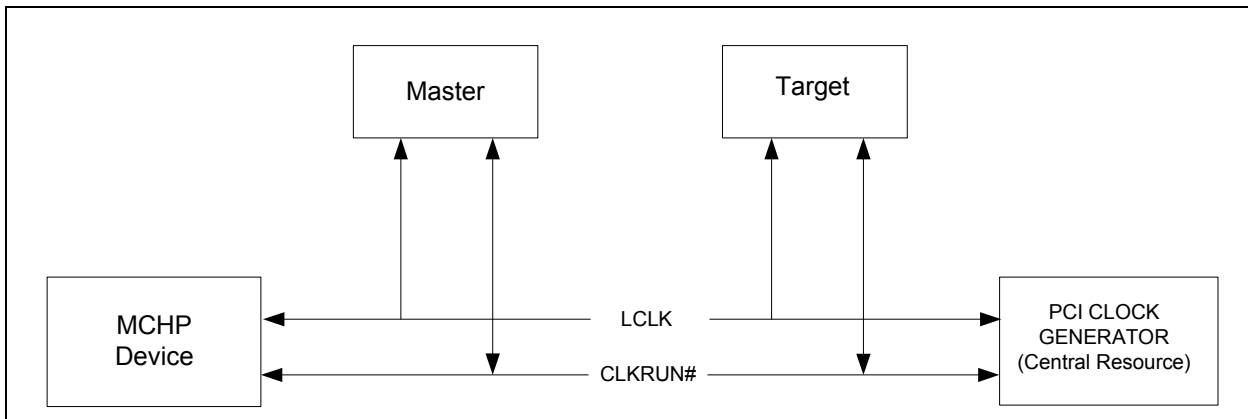 Master
Target
MCHP
Device
LCLK
CLKRUN#
PCI CLOCK
GENERATOR
(Central Resource)